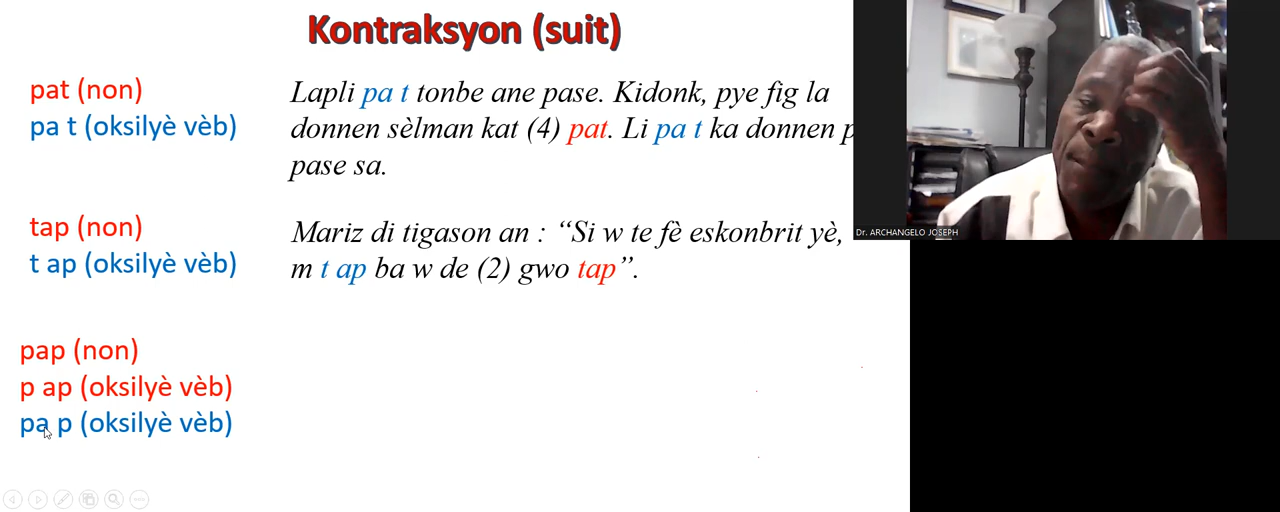 Kontraksyon (suit)
pat (non)
pa t (oksilyè vèb)
Lapli pa t tonbe ane pase. Kidonk, pye fig la
donnen sèlman kat (4) pat. Li pa t ka donnen p
pase sa.
tap (non)
t ap (oksilyè vèb)
Mariz di tigason an : “Si w te fè eskonbrit yè,
m t ap ba w de (2) gwo tap”.
pap (non)
p ap (oksilyè vèb)
pa p (oksilyè vèb)
Dr. ARCHANGELO JOSEPH